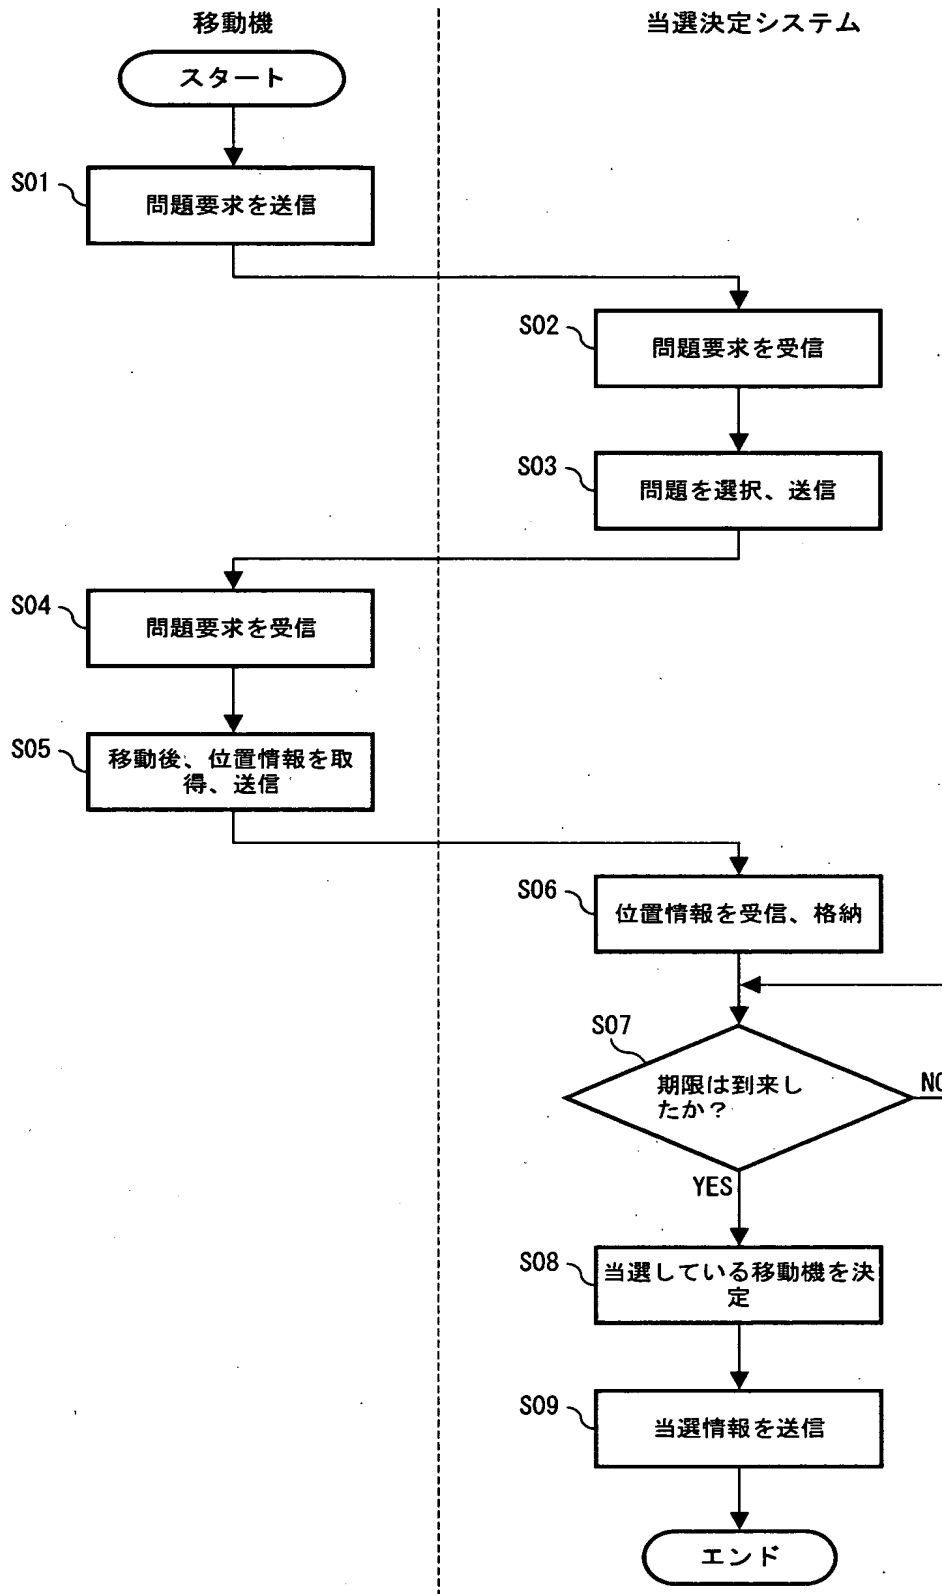 移動機
当選決定システム
スタート
S01
問題要求を送信
S02
問題要求を受信
S03
問題を選択、送信
S04
問題要求を受信
S05
移動後、位置情報を取
得、送信
S06
位置情報を受信、格納
S07
期限は到来し
たか？
NO
YES
S08
当選している移動機を決
定
S09
当選情報を送信
エンド